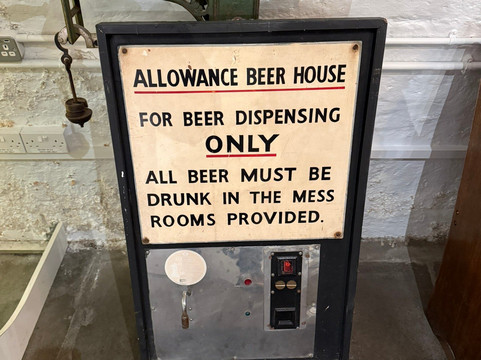 ALLOWANCE BEER HOUSE
FOR BEER DISPENSING
ONLY
ALL BEER MUST BE
DRUNK IN THE MESS
ROOMS PROVIDED.